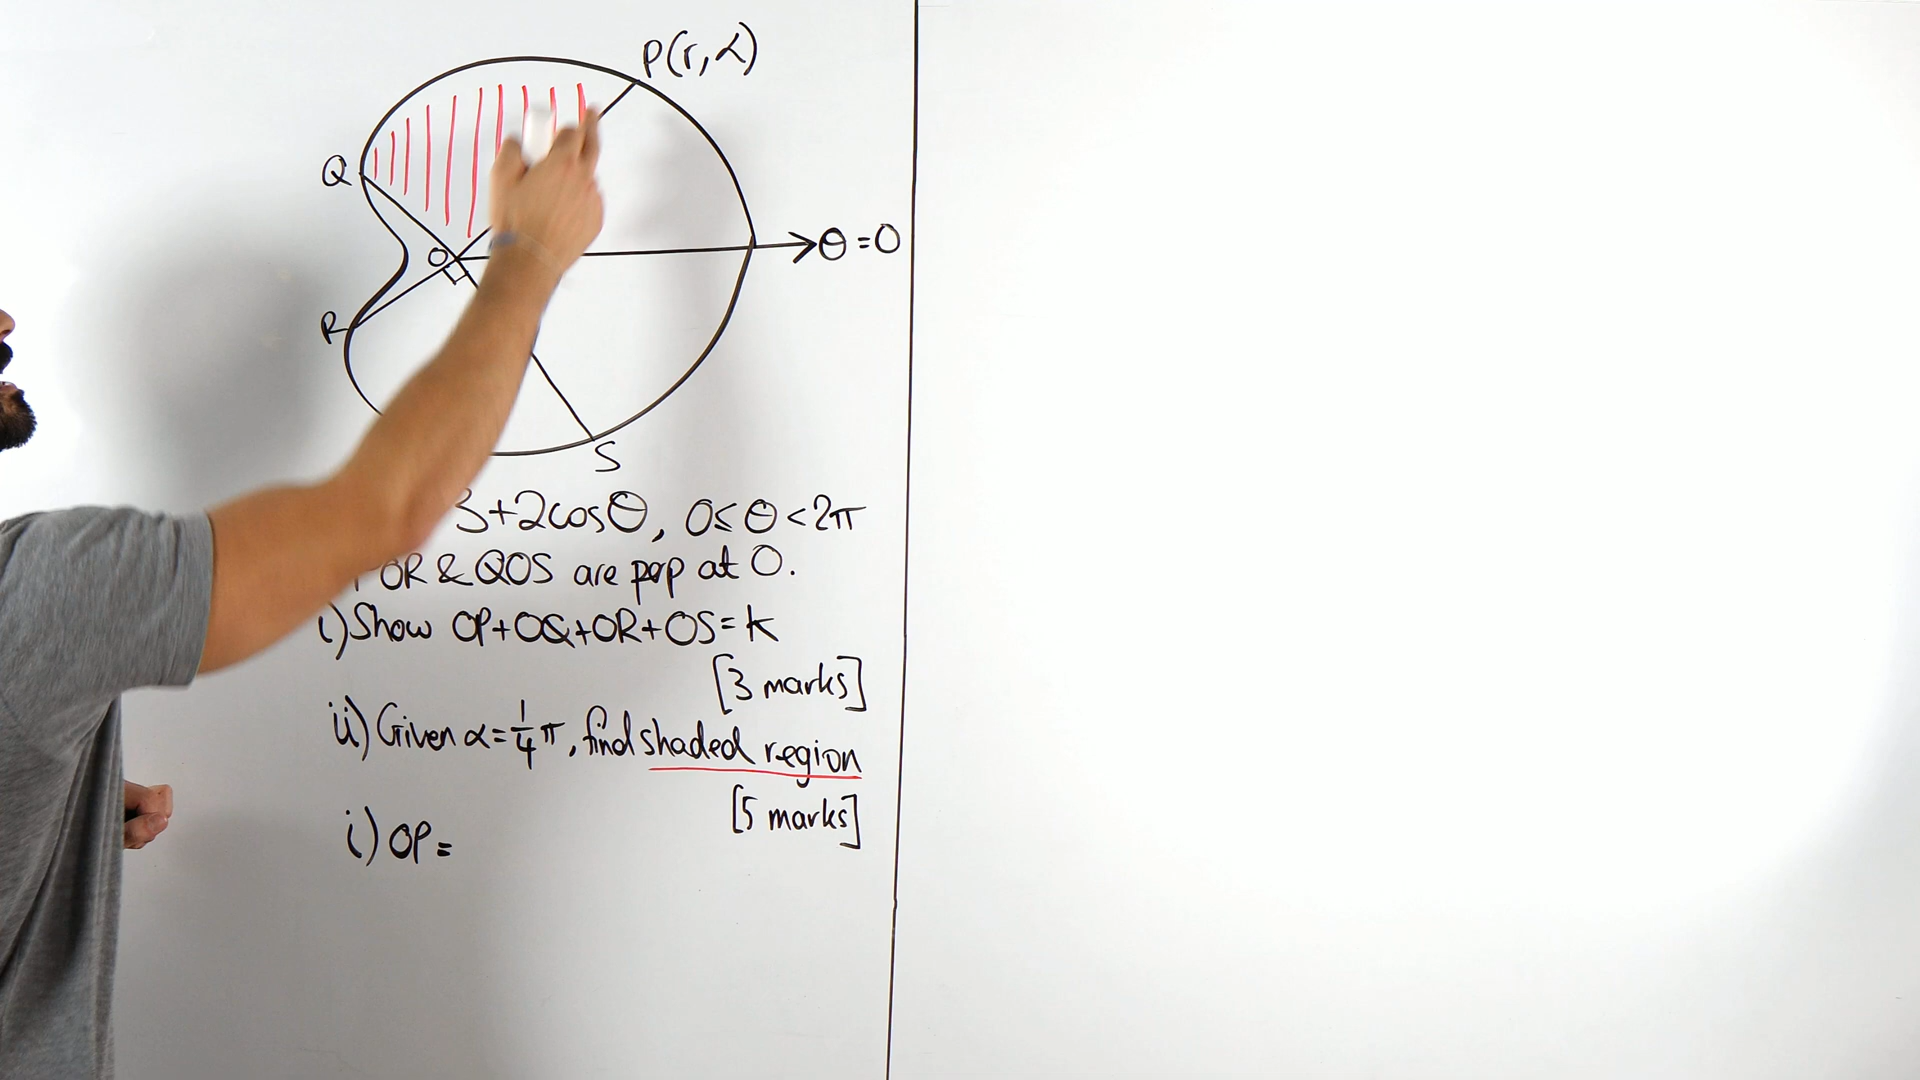 P(r,α)
Q
O
θ=0
R
S
3+2cosθ, 0≤θ<2π
POR & QOS are perp at O.
i) Show OP+OQ+OR+OS=k
[3 marks]
ii) Given α=1/4 π, find shaded region
[5 marks]
i) OP=